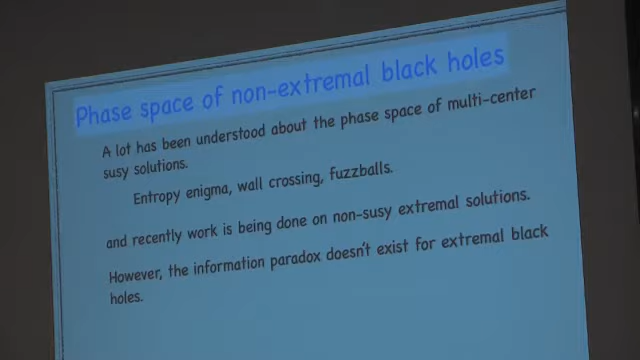 Phase space of non-extremal black holes
A lot has been understood about the phase space of multi-center
susy solutions.
Entropy enigma, wall crossing, fuzzballs.
and recently work is being done on non-susy extremal solutions.
However, the information paradox doesn't exist for extremal black
holes.